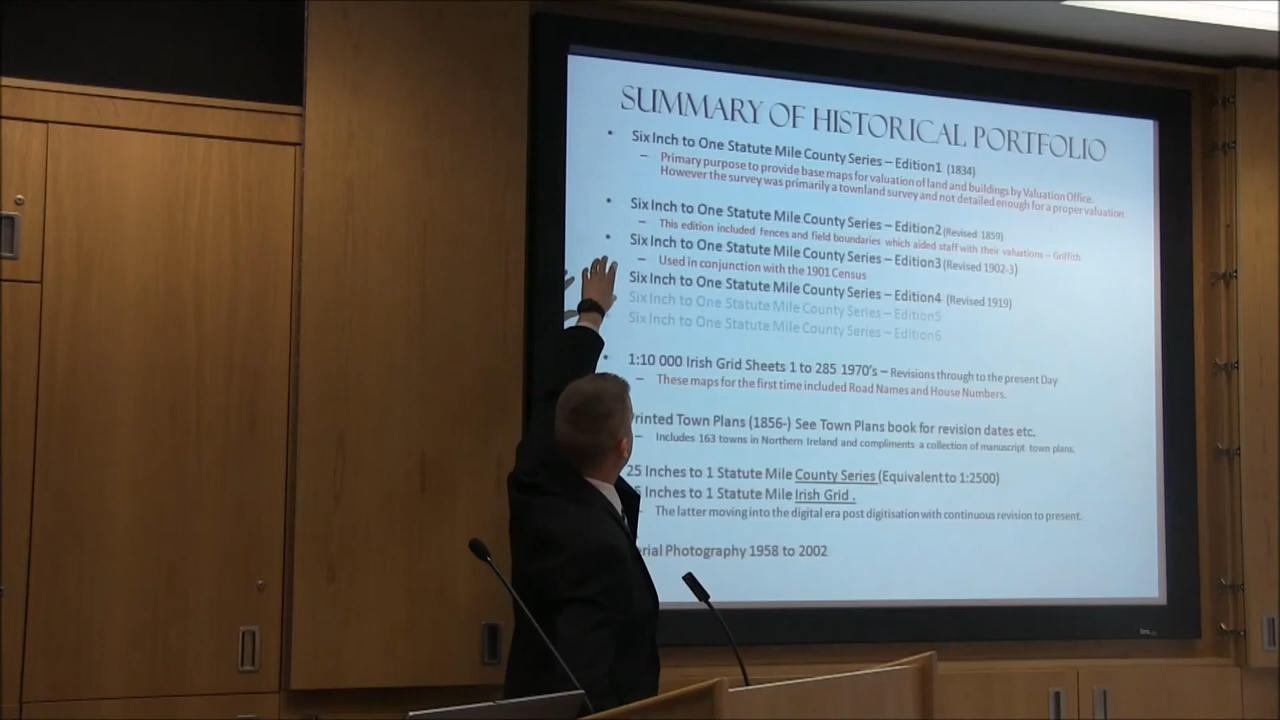 SUMMARY OF HISTORICAL PORTFOLIO
• Six Inch to One Statute Mile County Series – Edition1 (1834)
– Primary purpose to provide base maps for valuation of land and buildings by Valuation Office.
However the survey was primarily a townland survey and not detailed enough for a proper valuation
• Six Inch to One Statute Mile County Series – Edition2 (Revised 1859)
– This edition included fences and field boundaries which aided staff with their valuations – Griffith
• Six Inch to One Statute Mile County Series – Edition3 (Revised 1902-3)
– Used in conjunction with the 1901 Census
Six Inch to One Statute Mile County Series – Edition4 (Revised 1919)
Six Inch to One Statute Mile County Series – Edition5
Six Inch to One Statute Mile County Series – Edition6
• 1:10 000 Irish Grid Sheets 1 to 285 1970's – Revisions through to the present Day
– These maps for the first time included Road Names and House Numbers.
Printed Town Plans (1856-) See Town Plans book for revision dates etc.
– Includes 163 towns in Northern Ireland and compliments a collection of manuscript town plans.
25 Inches to 1 Statute Mile County Series (Equivalent to 1:2500)
Inches to 1 Statute Mile Irish Grid .
– The latter moving into the digital era post digitisation with continuous revision to present.
Photography 1958 to 2002